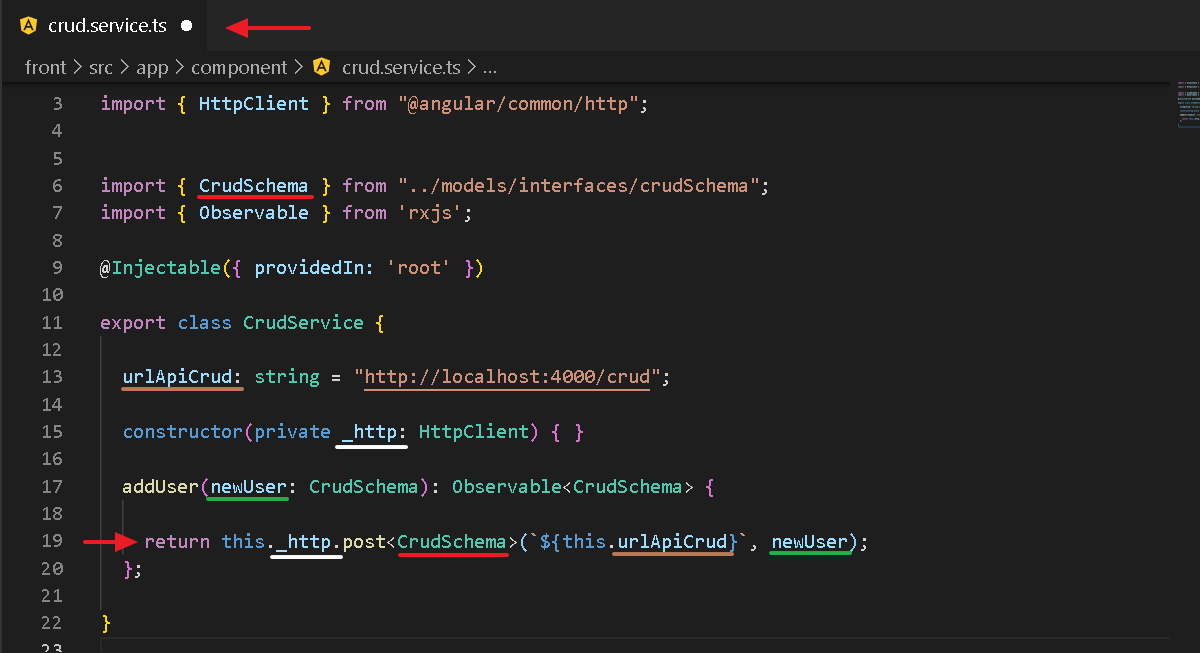 crud.service.ts
front > src > app > component > crud.service.ts > ...
3 import { HttpClient } from "@angular/common/http";
4
5
6 import { CrudSchema } from "../models/interfaces/crudSchema";
7 import { Observable } from 'rxjs';
8
9 @Injectable({ providedIn: 'root' })
10
11 export class CrudService {
12
13 urlApiCrud: string = "http://localhost:4000/crud";
14
15 constructor(private _http: HttpClient) { }
16
17 addUser(newUser: CrudSchema): Observable<CrudSchema> {
18
19 return this._http.post<CrudSchema>(`${this.urlApiCrud}`, newUser);
20 };
21
22 }
23